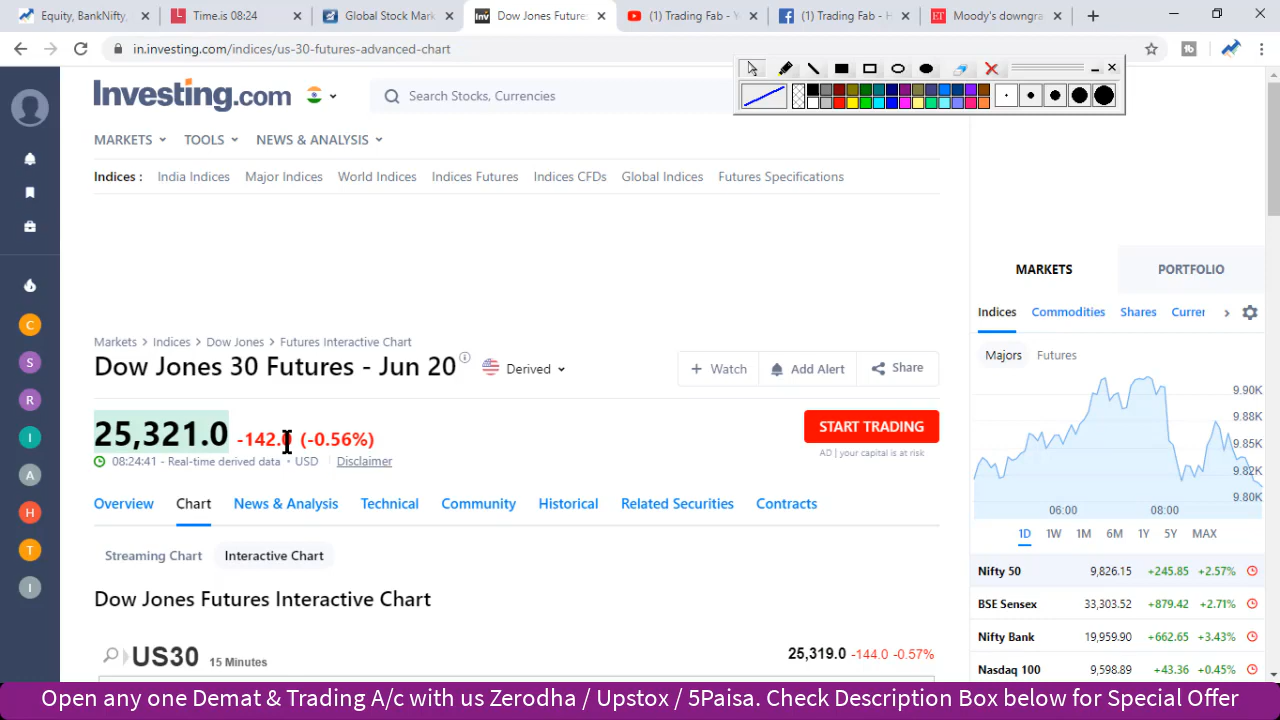 Equity, BankNifty,
Time.is 08:24
Global Stock Mark
Dow Jones Future
(1) Trading Fab - Y
(1) Trading Fab - H
ET Moody's downgra
in.investing.com/indices/us-30-futures-advanced-chart
Investing.com
Search Stocks, Currencies
MARKETS TOOLS NEWS & ANALYSIS
Indices : India Indices Major Indices World Indices Indices Futures Indices CFDs Global Indices Futures Specifications
Markets > Indices > Dow Jones > Futures Interactive Chart
Dow Jones 30 Futures - Jun 20
Derived
+ Watch
Add Alert
Share
25,321.0 -142.0 (-0.56%)
08:24:41 - Real-time derived data • USD Disclaimer
START TRADING
AD | your capital is at risk
Overview Chart News & Analysis Technical Community Historical Related Securities Contracts
Streaming Chart Interactive Chart
Dow Jones Futures Interactive Chart
US30 15 Minutes
25,319.0 -144.0 -0.57%
C
S
R
I
A
H
T
I
MARKETS PORTFOLIO
Indices Commodities Shares Currer
Majors Futures
9.90K
9.88K
9.85K
9.82K
9.80K
06:00 08:00
1D 1W 1M 6M 1Y 5Y MAX
Nifty 50 9,826.15 +245.85 +2.57%
BSE Sensex 33,303.52 +879.42 +2.71%
Nifty Bank 19,959.90 +662.65 +3.43%
Nasdaq 100 9,598.89 +43.36 +0.45%
Open any one Demat & Trading A/c with us Zerodha / Upstox / 5Paisa. Check Description Box below for Special Offer